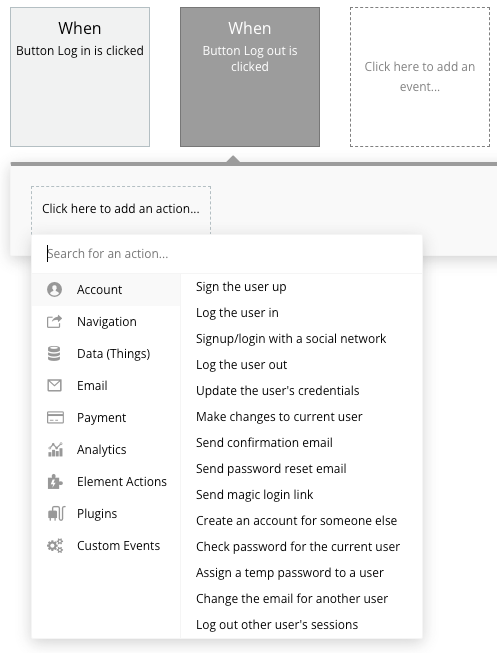 When
Button Log in is clicked
When
Button Log out is
clicked
Click here to add an
event...
Click here to add an action...
Search for an action...
Account
Navigation
Data (Things)
Email
Payment
Analytics
Element Actions
Plugins
Custom Events
Sign the user up
Log the user in
Signup/login with a social network
Log the user out
Update the user's credentials
Make changes to current user
Send confirmation email
Send password reset email
Send magic login link
Create an account for someone else
Check password for the current user
Assign a temp password to a user
Change the email for another user
Log out other user's sessions